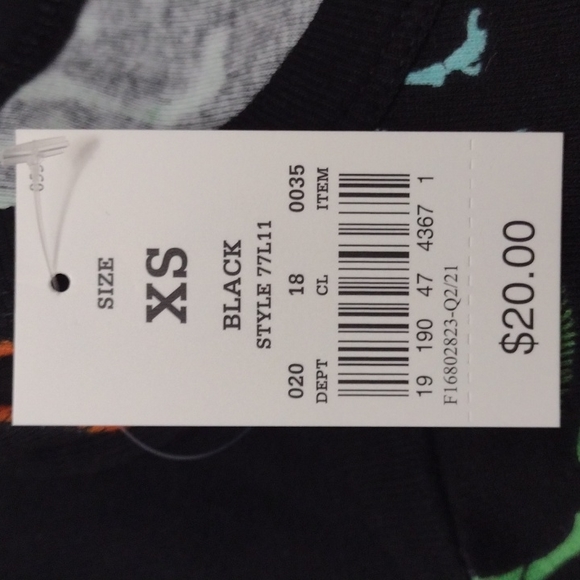 SIZE
XS
BLACK
STYLE 77L11
020 18 0035
DEPT CL ITEM
19 190 47 4367 1
F16802823-Q2/21
$20.00